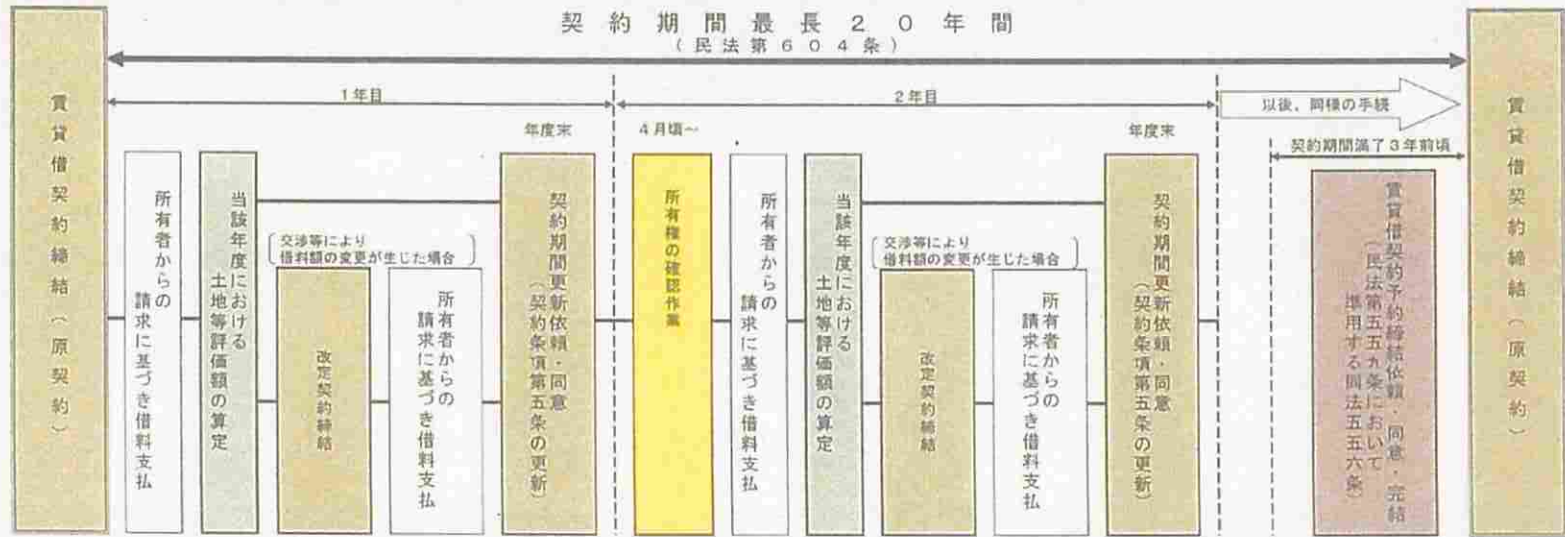 契約期間最長20年間
(民法第604条)
賃貸借契約締結(原契約)
1年目
所有者からの
請求に基づき借料支払
当該年度における
土地等評価額の算定
交渉等により
借料額の変更が生じた場合
改定契約締結
所有者からの
請求に基づき借料支払
年度末
契約期間更新依頼・同意
(契約条項第五条の更新)
2年目
4月頃~
所有権の確認作業
所有者からの
請求に基づき借料支払
当該年度における
土地等評価額の算定
交渉等により
借料額の変更が生じた場合
改定契約締結
所有者からの
請求に基づき借料支払
年度末
契約期間更新依頼・同意
(契約条項第五条の更新)
以後、同様の手続
契約期間満了3年前頃
賃貸借契約予約締結依頼・同意・完結
(民法第五五九条において
準用する同法五五六条)
賃貸借契約締結(原契約)